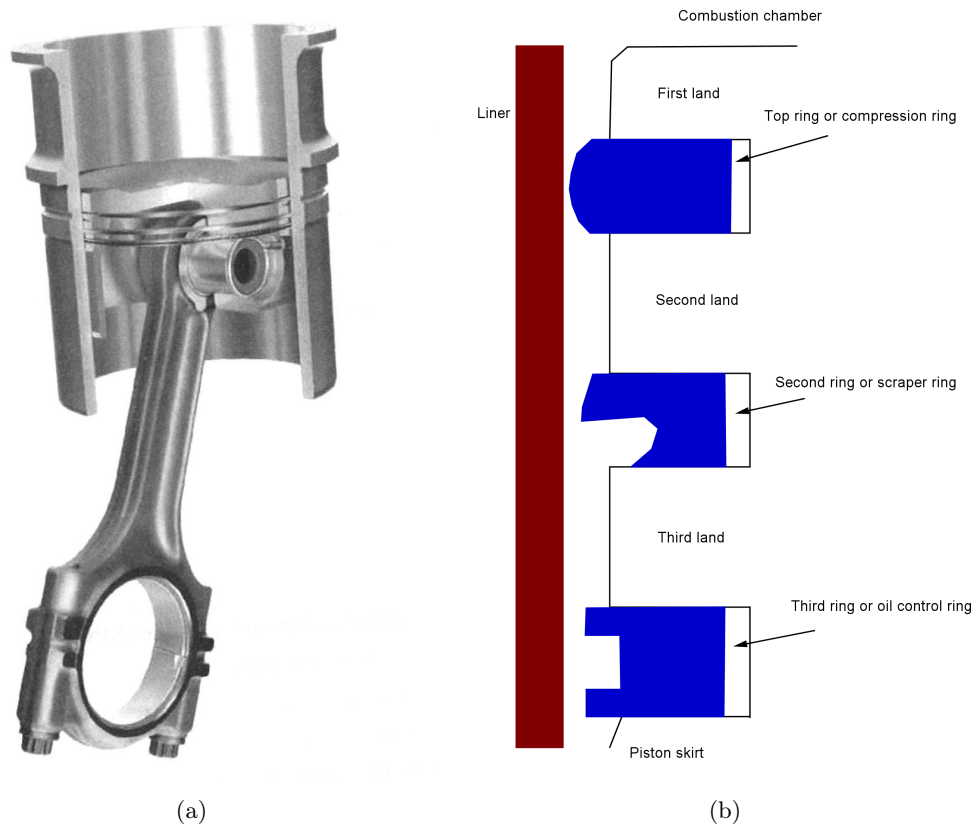 Combustion chamber
First land
Liner
Top ring or compression ring
Second land
Second ring or scraper ring
Third land
Third ring or oil control ring
Piston skirt
(a)
(b)